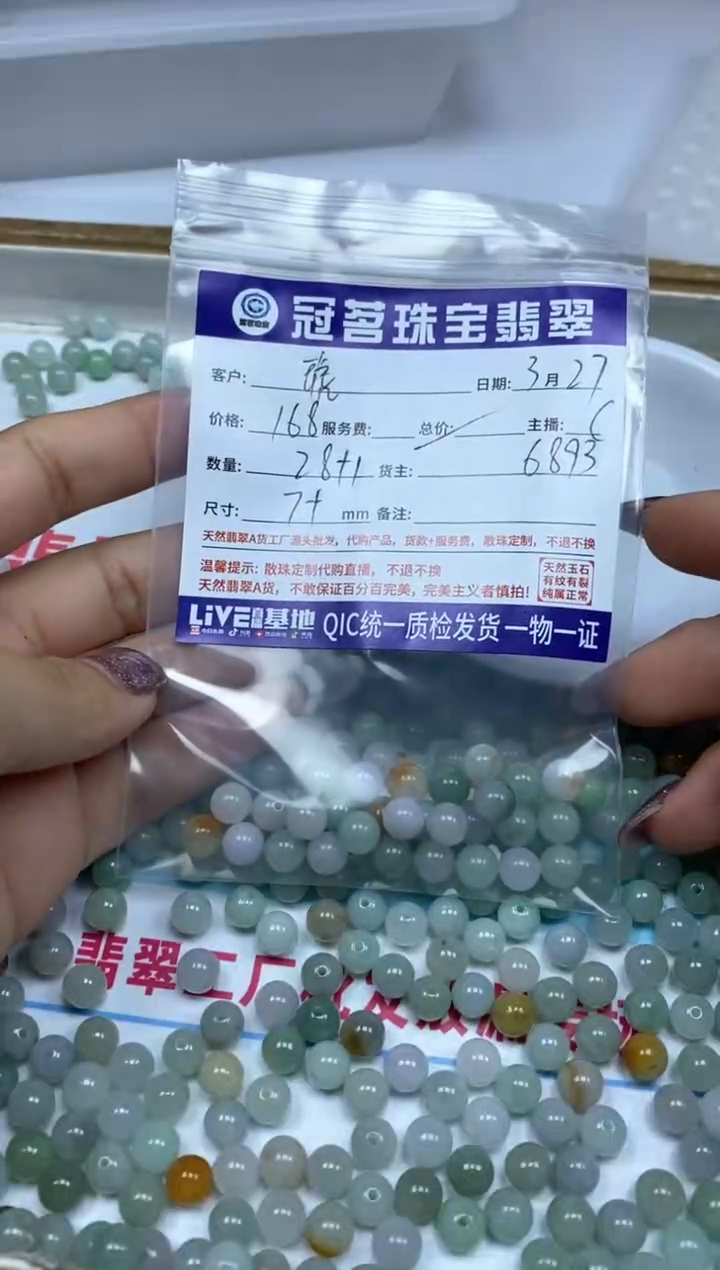 冠茗珠宝翡翠
客户: 琥 日期: 3月27
价格: 168 服务费: 总价: 主播: C
数量: 28+1 货主: 6893
尺寸: 7+ mm 备注:
天然翡翠A货工厂源头批发，代购产品，货款+服务费，散珠定制，不退不换
温馨提示: 散珠定制代购直播，不退不换
天然翡翠A货，不敢保证百分百完美，完美主义者慎拍!
天然玉石
有纹有裂
纯属正常
LiVE直播基地 QIC统一质检发货 一物一证
翡翠工厂